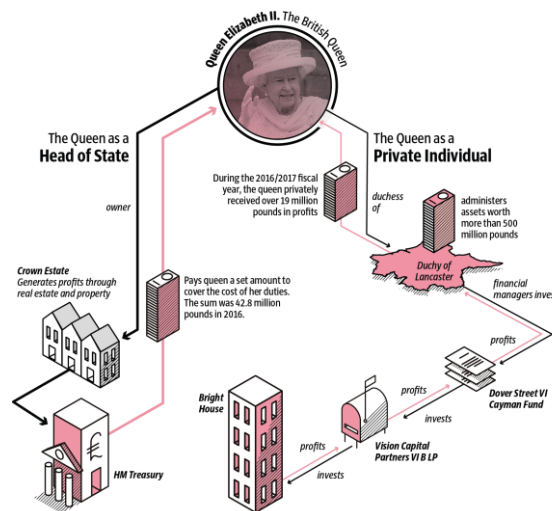 Queen Elizabeth II. The British Queen
The Queen as a
Head of State
The Queen as a
Private Individual
During the 2016/2017 fiscal
year, the queen privately
received over 19 million
pounds in profits
duchess
of
administers
assets worth
more than 500
million pounds
owner
Duchy of
Lancaster
Crown Estate
Generates profits through
real estate and property
Pays queen a set amount to
cover the cost of her duties.
The sum was 42.8 million
pounds in 2016.
financial
managers inves
profits
Bright
House
profits
invests
Dover Street VI
Cayman Fund
profits
invests
Vision Capital
Partners VI B LP
£
HM Treasury